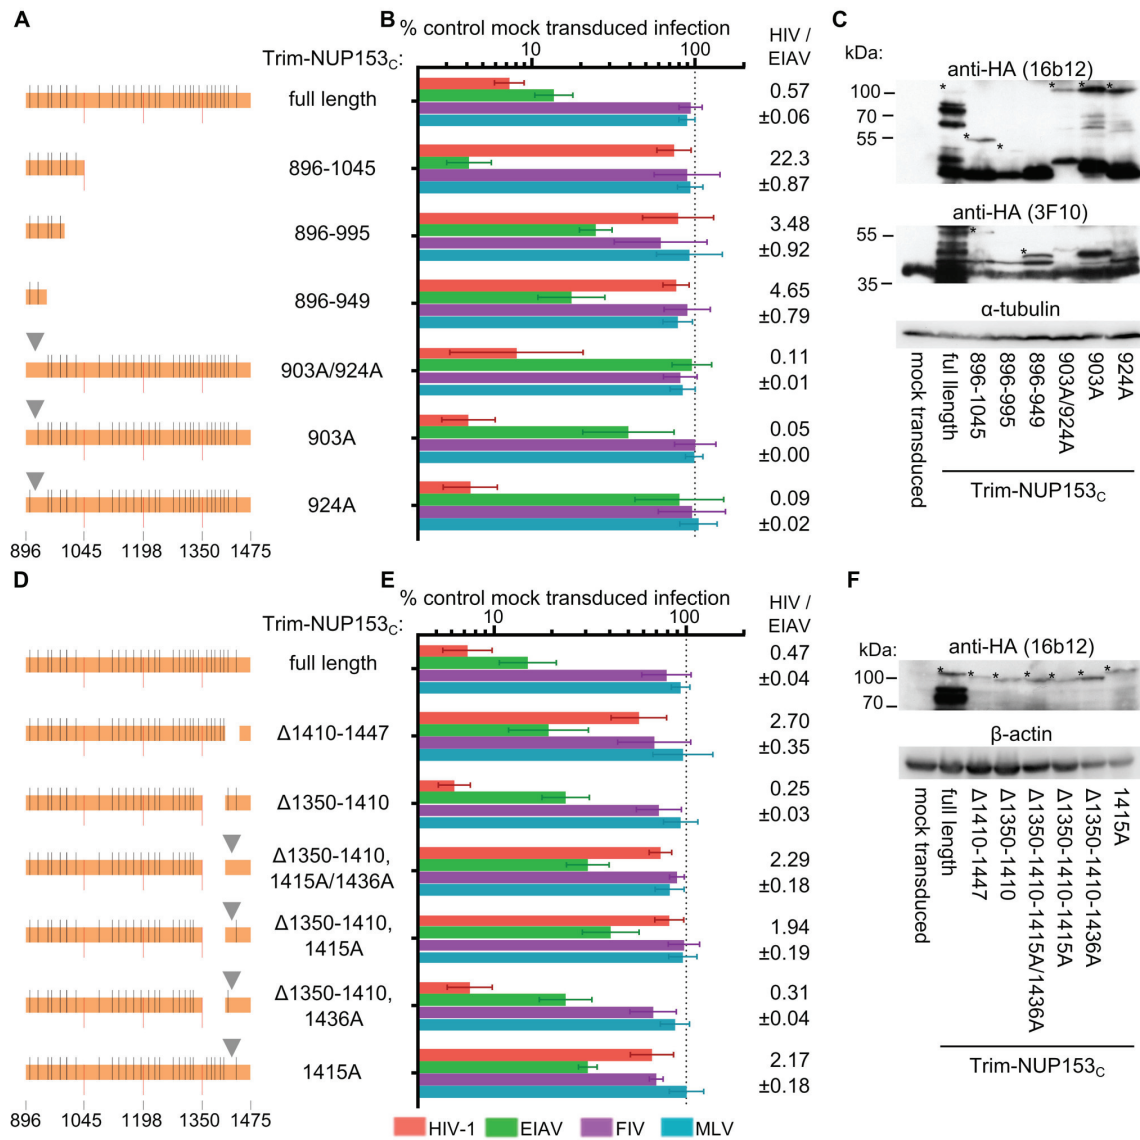 A
B
C
% control mock transduced infection
HIV /
EIAV
Trim-NUP153C:
10
100
full length
0.57
±0.06
896-1045
22.3
±0.87
896-995
3.48
±0.92
896-949
4.65
±0.79
903A/924A
0.11
±0.01
903A
0.05
±0.00
924A
0.09
±0.02
896
1045
1198
1350
1475
kDa:
anti-HA (16b12)
100
70
55
*
*
*
*
*
*
anti-HA (3F10)
55
35
*
*
α-tubulin
mock transduced
ful llength
896-1045
896-995
896-949
903A/924A
903A
924A
Trim-NUP153C
D
E
F
% control mock transduced infection
HIV /
EIAV
Trim-NUP153C:
10
100
full length
0.47
±0.04
Δ1410-1447
2.70
±0.35
Δ1350-1410
0.25
±0.03
Δ1350-1410,
1415A/1436A
2.29
±0.18
Δ1350-1410,
1415A
1.94
±0.19
Δ1350-1410,
1436A
0.31
±0.04
1415A
2.17
±0.18
896
1045
1198
1350
1475
HIV-1
EIAV
FIV
MLV
anti-HA (16b12)
kDa:
100
70
*
*
*
*
*
*
*
β-actin
mock transduced
full length
Δ1410-1447
Δ1350-1410
Δ1350-1410-1415A/1436A
Δ1350-1410-1415A
Δ1350-1410-1436A
1415A
Trim-NUP153C